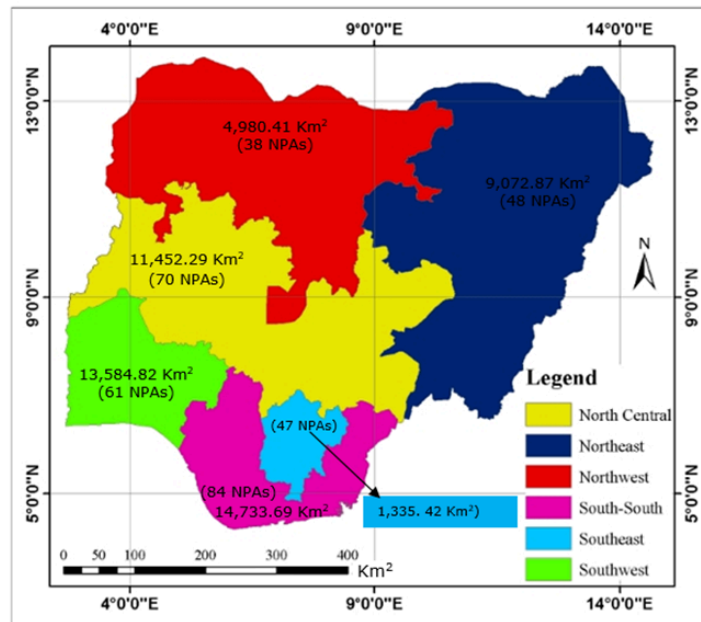 4°0'0"E
9°0'0"E
14°0'0"E
13°0'0"N
13°0'0"N
4,980.41 Km²
(38 NPAs)
9,072.87 Km²
(48 NPAs)
11,452.29 Km²
(70 NPAs)
N
9°0'0"N
9°0'0"N
13,584.82 Km²
(61 NPAs)
Legend
North Central
Northeast
Northwest
South-South
Southeast
Southwest
(47 NPAs)
(84 NPAs)
14,733.69 Km²
1,335. 42 Km²)
5°0'0"N
5°0'0"N
0 50 100 200 300 400
Km²
4°0'0"E
9°0'0"E
14°0'0"E